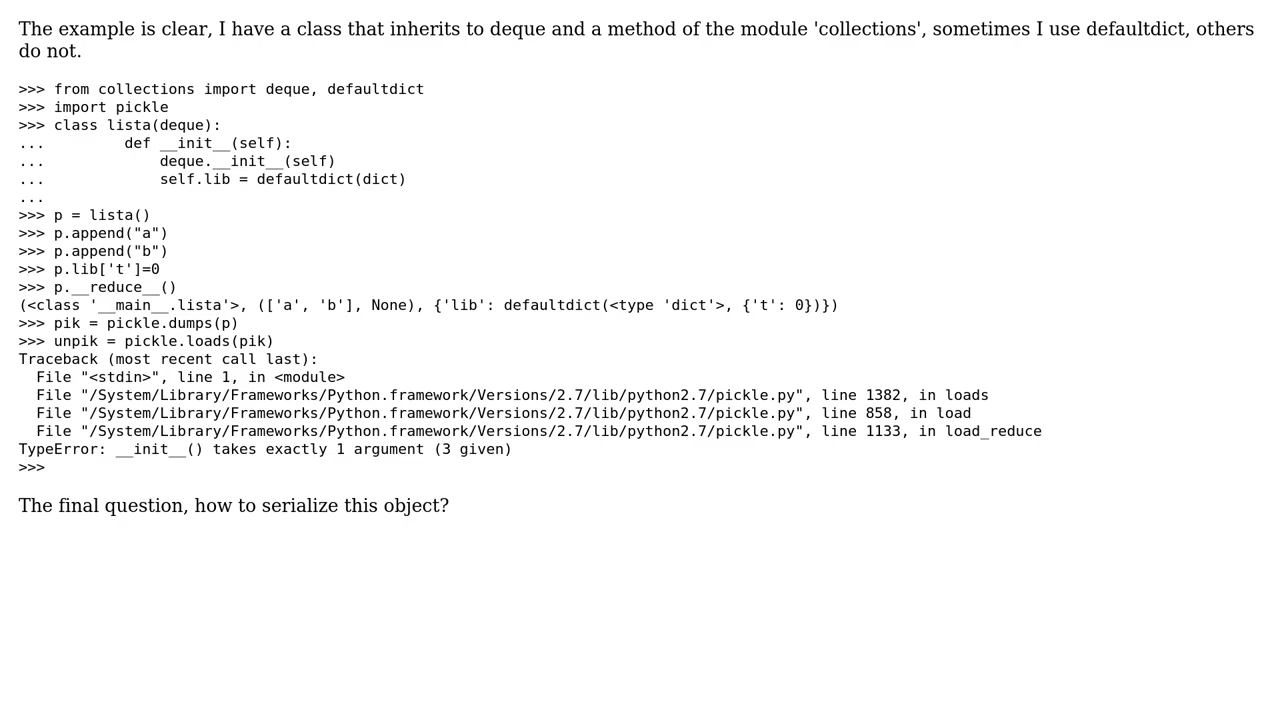 The example is clear, I have a class that inherits to deque and a method of the module 'collections', sometimes I use defaultdict, others
do not.
>>> from collections import deque, defaultdict
>>> import pickle
>>> class lista(deque):
...         def __init__(self):
...             deque.__init__(self)
...             self.lib = defaultdict(dict)
...
>>> p = lista()
>>> p.append("a")
>>> p.append("b")
>>> p.lib['t']=0
>>> p.__reduce__()
(<class '__main__.lista'>, (['a', 'b'], None), {'lib': defaultdict(<type 'dict'>, {'t': 0})})
>>> pik = pickle.dumps(p)
>>> unpik = pickle.loads(pik)
Traceback (most recent call last):
  File "<stdin>", line 1, in <module>
  File "/System/Library/Frameworks/Python.framework/Versions/2.7/lib/python2.7/pickle.py", line 1382, in loads
  File "/System/Library/Frameworks/Python.framework/Versions/2.7/lib/python2.7/pickle.py", line 858, in load
  File "/System/Library/Frameworks/Python.framework/Versions/2.7/lib/python2.7/pickle.py", line 1133, in load_reduce
TypeError: __init__() takes exactly 1 argument (3 given)
>>>
The final question, how to serialize this object?